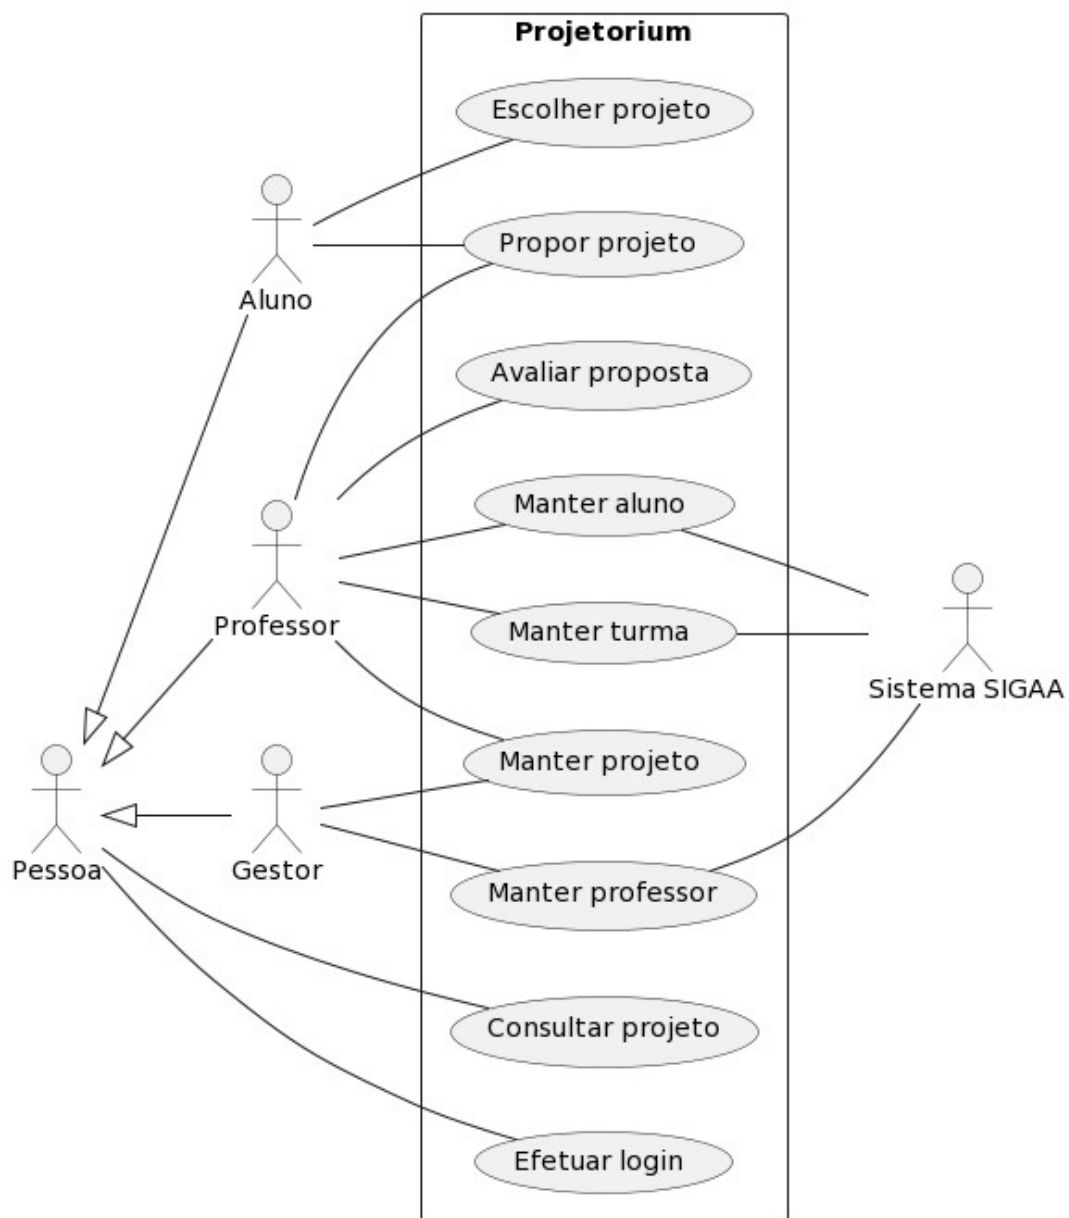 Projetorium
Escolher projeto
Propor projeto
Aluno
Avaliar proposta
Manter aluno
Professor
Manter turma
Sistema SIGAA
Manter projeto
Pessoa
Gestor
Manter professor
Consultar projeto
Efetuar login